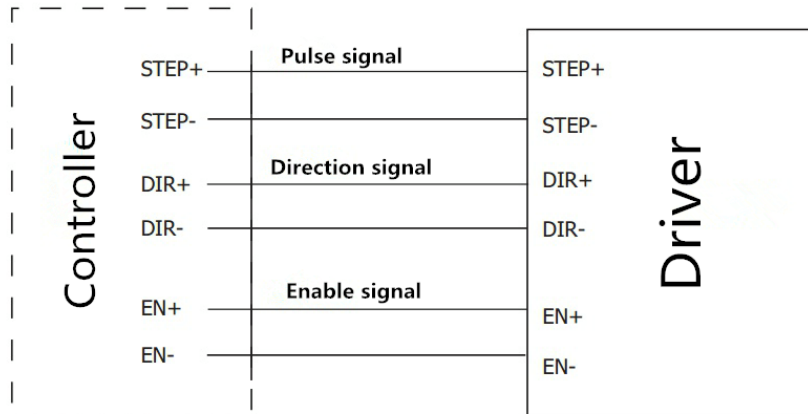 Controller
Pulse signal
STEP+
STEP+
STEP-
STEP-
Direction signal
DIR+
DIR+
DIR-
DIR-
Enable signal
EN+
EN+
EN-
EN-
Driver